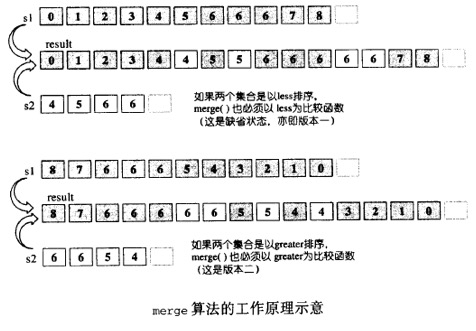 s1 0 1 2 3 4 5 6 6 6 7 8
result
0 1 2 3 4 4 5 5 6 6 6 6 6 7 8
s2 4 5 6 6
如果两个集合是以less排序,
merge()也必须以 less为比较函数
(这是缺省状态,亦即版本一)
s1 8 7 6 6 6 5 4 3 2 1 0
result
8 7 6 6 6 6 6 5 5 4 4 3 2 1 0
s2 6 6 5 4
如果两个集合是以greater排序,
merge()也必须以 greater为比较函数
(这是版本二)
merge 算法的工作原理示意